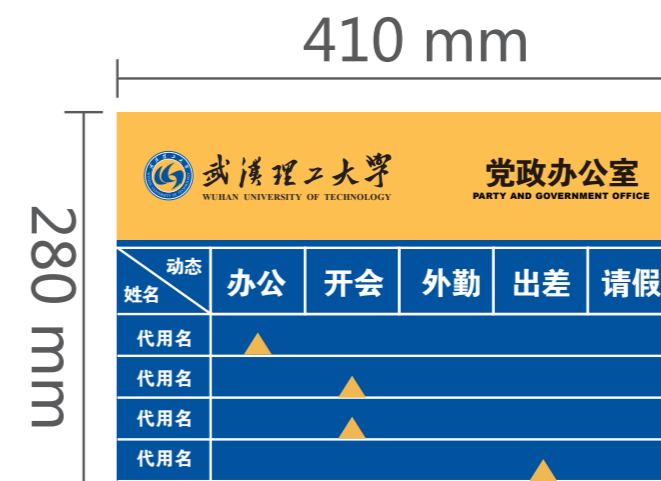 410 mm
280 mm
武漢理工大學
WUHAN UNIVERSITY OF TECHNOLOGY
党政办公室
PARTY AND GOVERNMENT OFFICE
动态
姓名
办公 开会 外勤 出差 请假
代用名
代用名
代用名
代用名